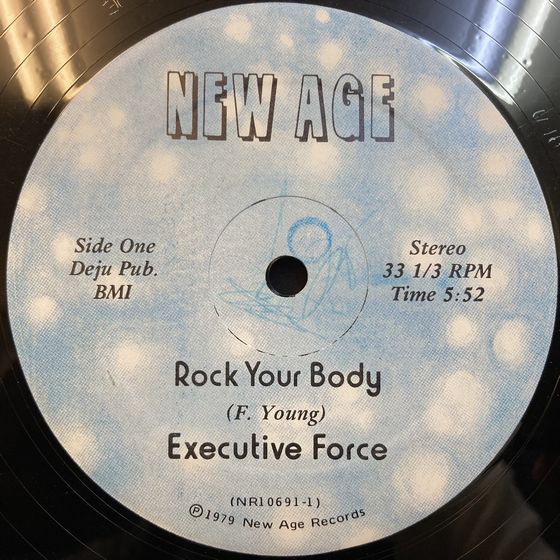 NEW AGE
Side One
Deju Pub.
BMI
Stereo
33 1/3 RPM
Time 5:52
Rock Your Body
(F. Young)
Executive Force
(NR10691-1)
℗1979 New Age Records